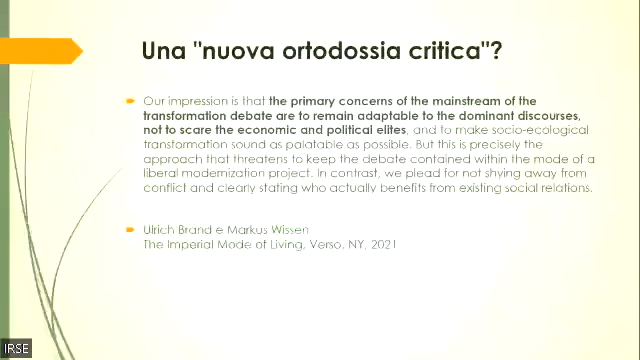 Una "nuova ortodossia critica"?
Our impression is that the primary concerns of the mainstream of the
transformation debate are to remain adaptable to the dominant discourses,
not to scare the economic and political elites, and to make socio-ecological
transformation sound as palatable as possible. But this is precisely the
approach that threatens to keep the debate contained within the mode of a
liberal modernization project. In contrast, we plead for not shying away from
conflict and clearly stating who actually benefits from existing social relations.
Ulrich Brand e Markus Wissen
The Imperial Mode of Living, Verso, NY, 2021
IRSE